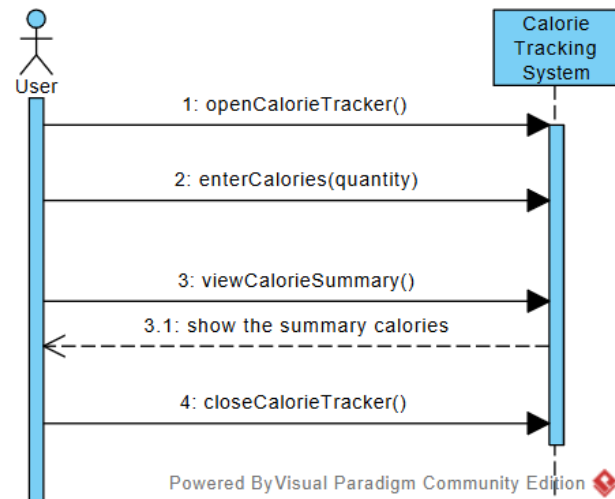 Calorie
Tracking
System
User
1: openCalorieTracker()
2: enterCalories(quantity)
3: viewCalorieSummary()
3.1: show the summary calories
4: closeCalorieTracker()
Powered By Visual Paradigm Community Edition